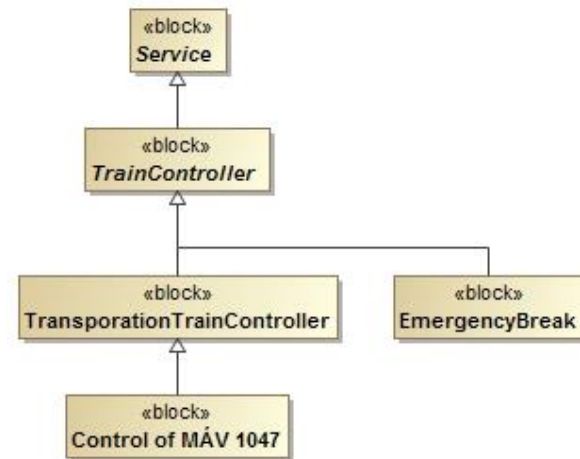 «block»
Service
«block»
TrainController
«block»
TransporationTrainController
«block»
EmergencyBreak
«block»
Control of MÁV 1047